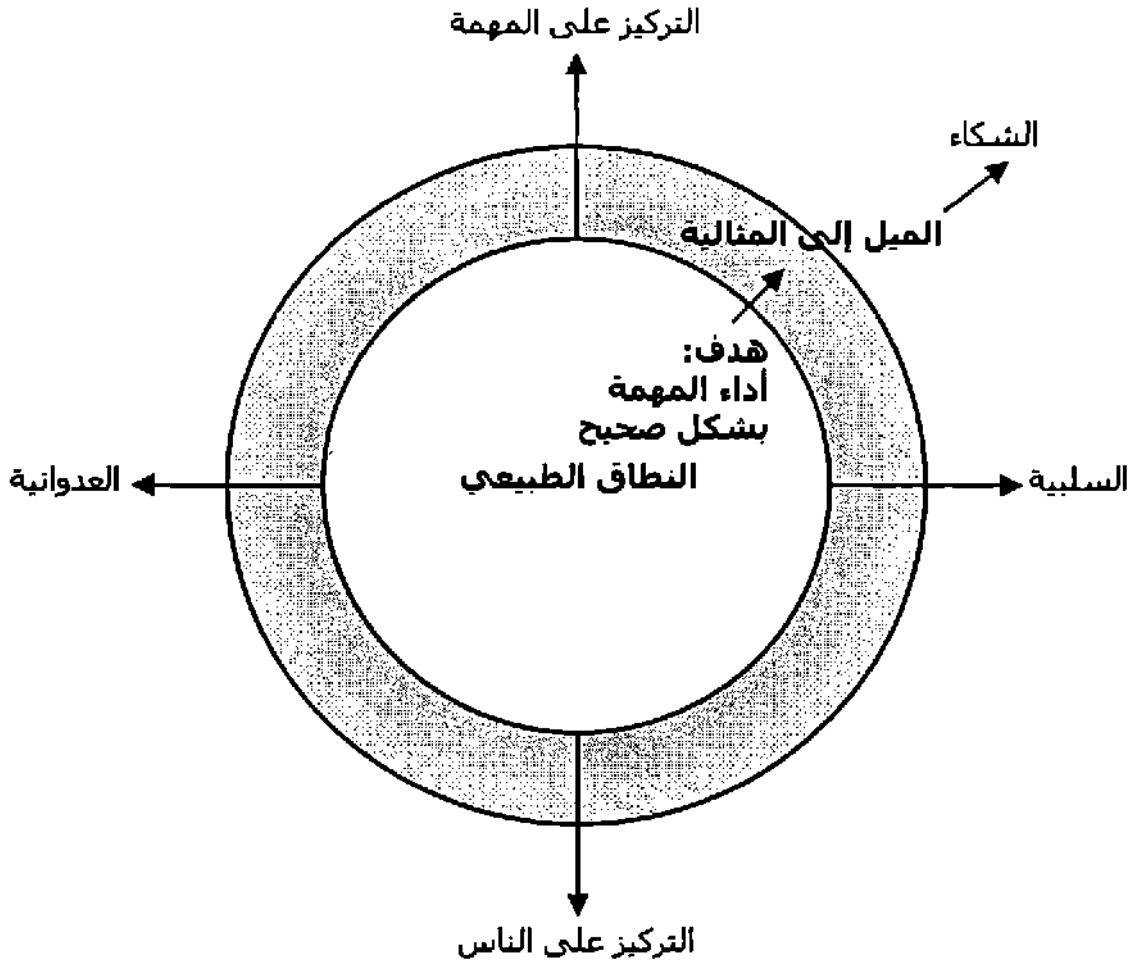 التركيز على المهمة
الشكاء
الميل إلى المثالية
هدف:
أداء المهمة
بشكل صحيح
النطاق الطبيعي
العدوانية
السلبية
التركيز على الناس